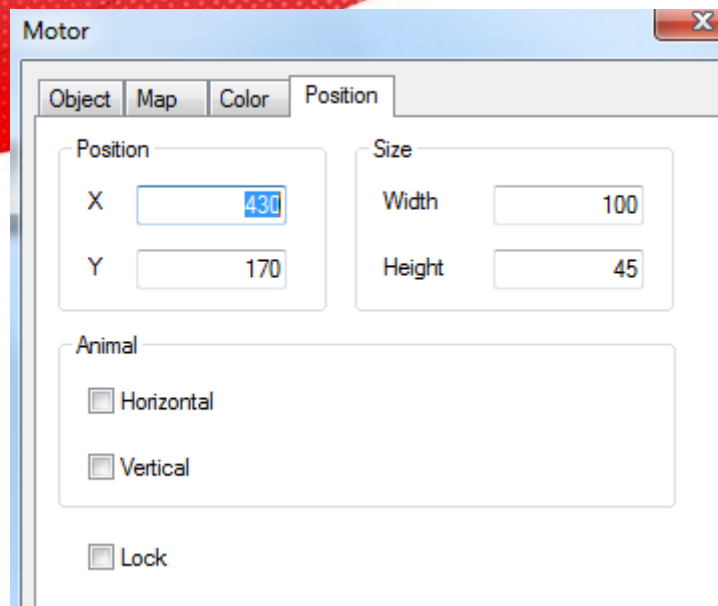 Motor
Object Map Color Position
Position
X 430
Y 170
Size
Width 100
Height 45
Animal
Horizontal
Vertical
Lock